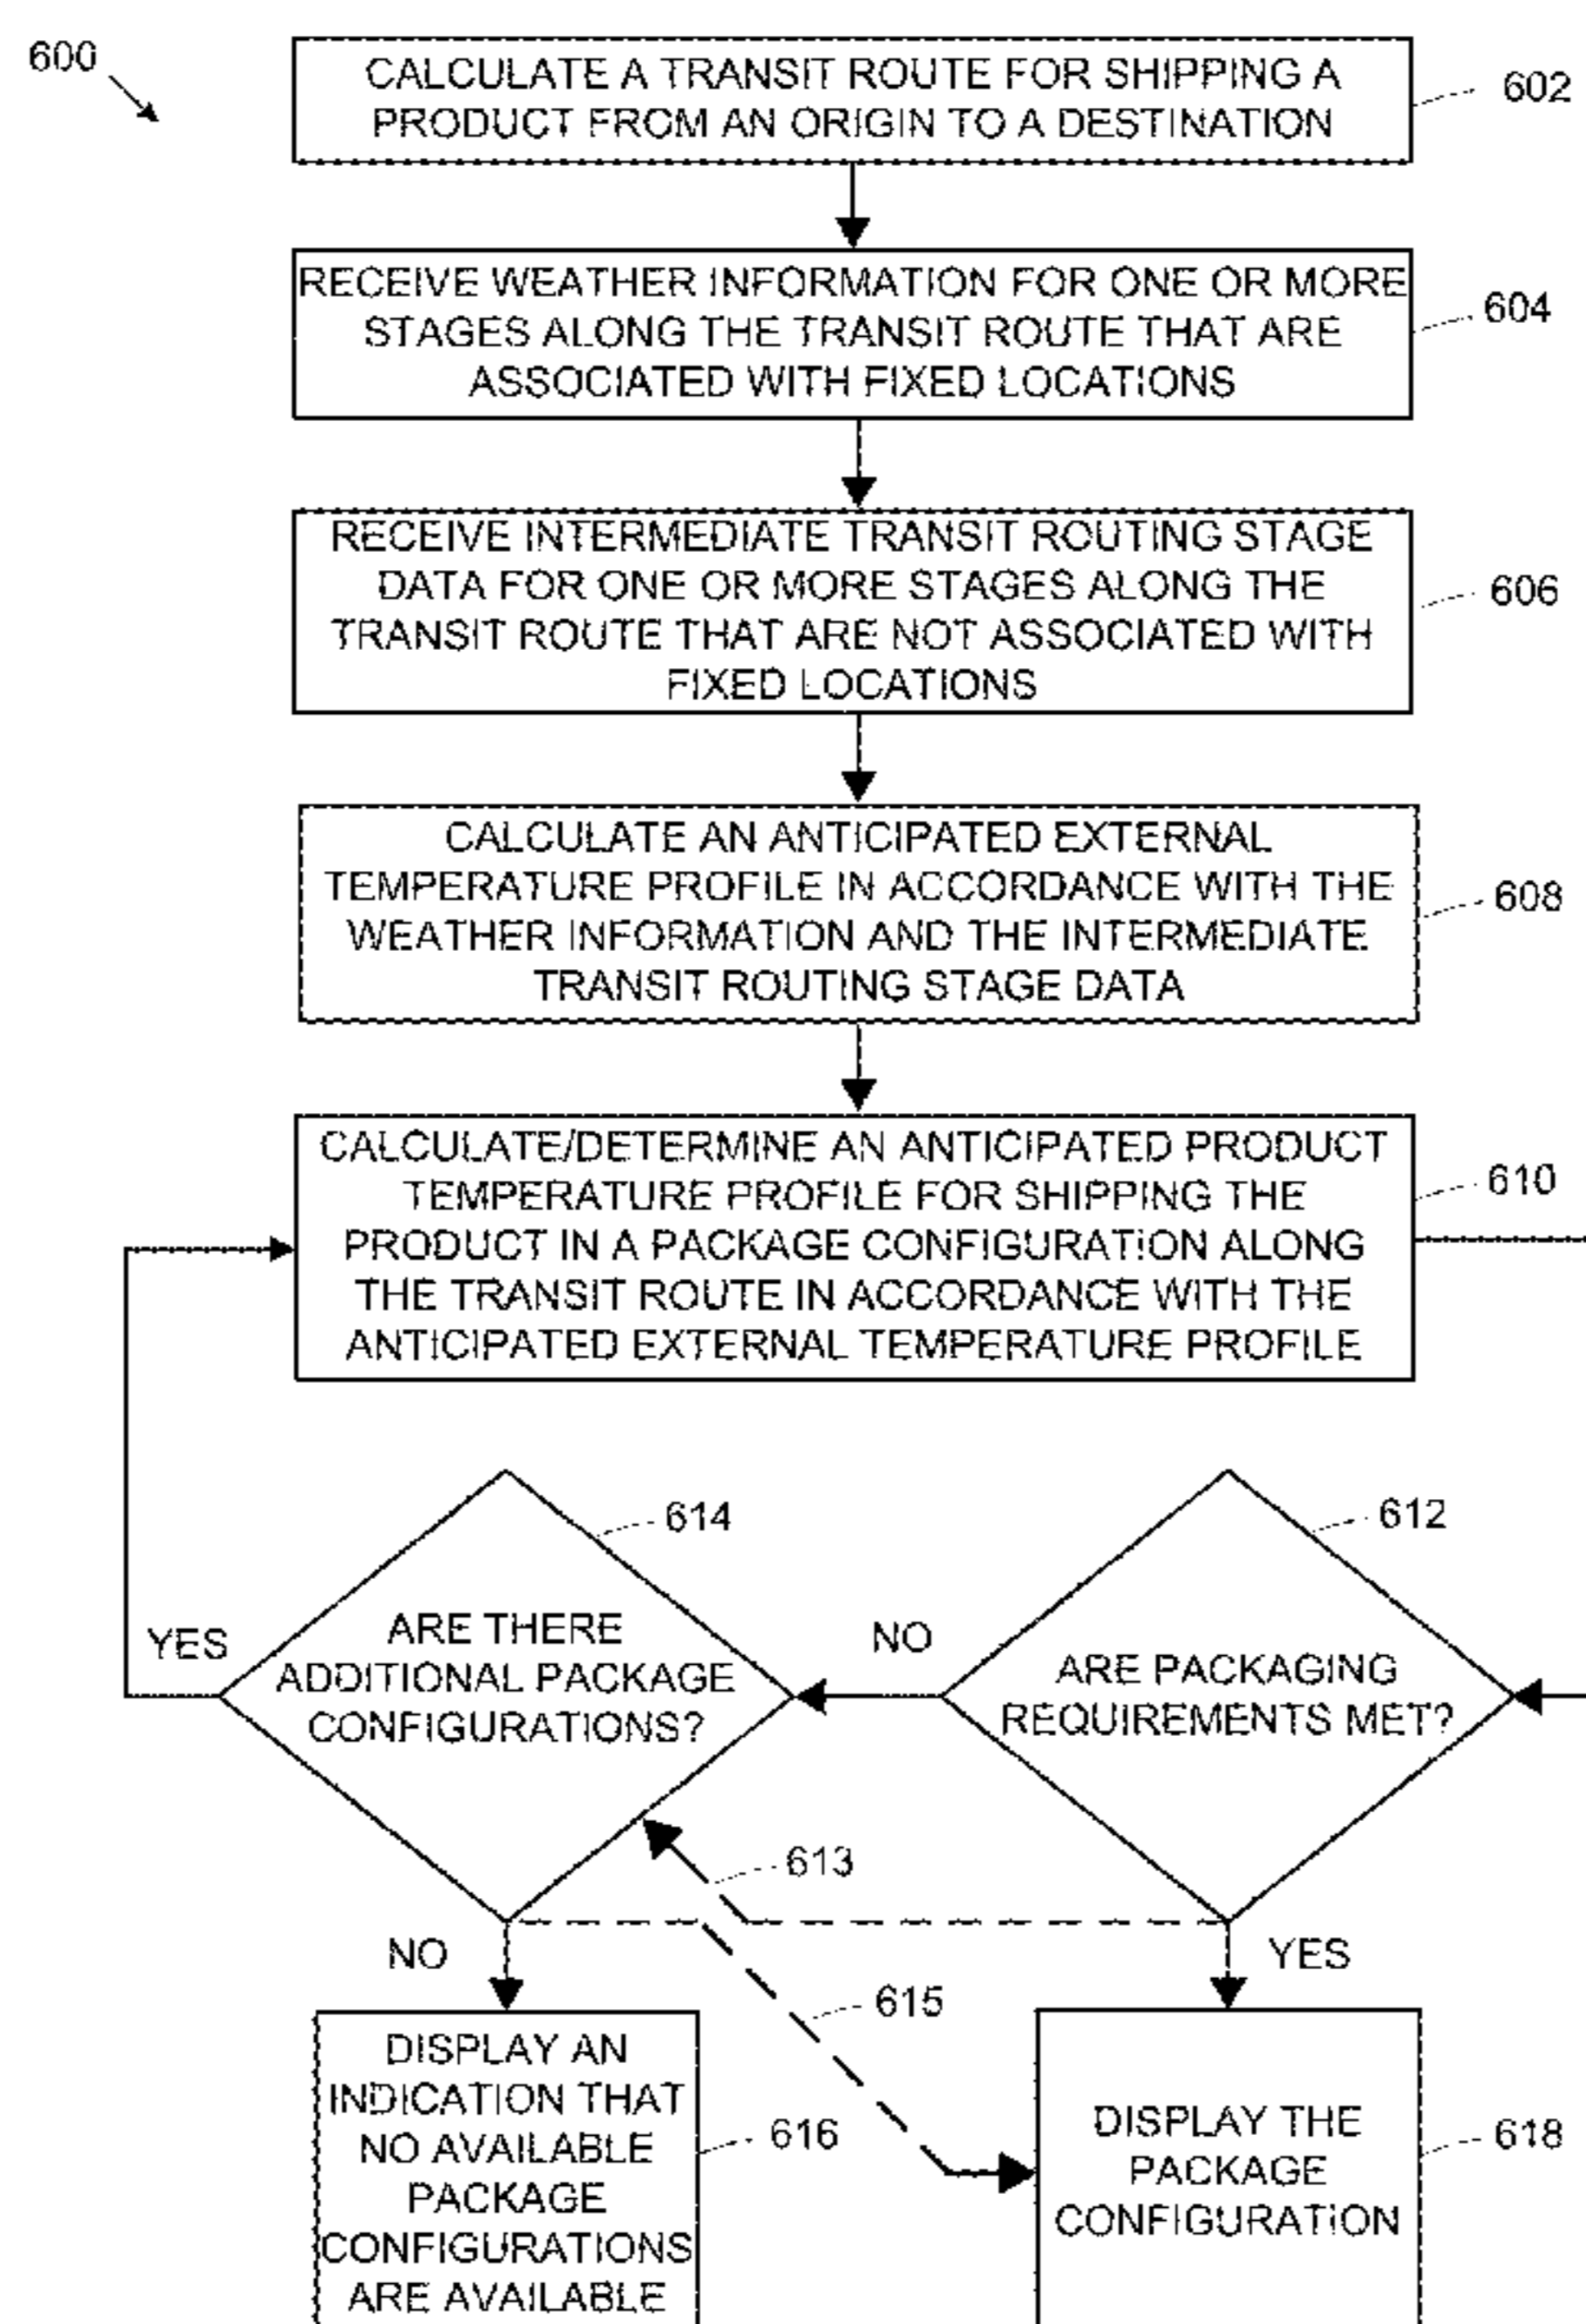 600
CALCULATE A TRANSIT ROUTE FOR SHIPPING A
PRODUCT FROM AN ORIGIN TO A DESTINATION
602
RECEIVE WEATHER INFORMATION FOR ONE OR MORE
STAGES ALONG THE TRANSIT ROUTE THAT ARE
ASSOCIATED WITH FIXED LOCATIONS
604
RECEIVE INTERMEDIATE TRANSIT ROUTING STAGE
DATA FOR ONE OR MORE STAGES ALONG THE
TRANSIT ROUTE THAT ARE NOT ASSOCIATED WITH
FIXED LOCATIONS
606
CALCULATE AN ANTICIPATED EXTERNAL
TEMPERATURE PROFILE IN ACCORDANCE WITH THE
WEATHER INFORMATION AND THE INTERMEDIATE
TRANSIT ROUTING STAGE DATA
608
CALCULATE/DETERMINE AN ANTICIPATED PRODUCT
TEMPERATURE PROFILE FOR SHIPPING THE
PRODUCT IN A PACKAGE CONFIGURATION ALONG
THE TRANSIT ROUTE IN ACCORDANCE WITH THE
ANTICIPATED EXTERNAL TEMPERATURE PROFILE
610
614
612
YES
ARE THERE
ADDITIONAL PACKAGE
CONFIGURATIONS?
NO
ARE PACKAGING
REQUIREMENTS MET?
613
NO
YES
615
DISPLAY AN
INDICATION THAT
NO AVAILABLE
PACKAGE
CONFIGURATIONS
ARE AVAILABLE
616
DISPLAY THE
PACKAGE
CONFIGURATION
618